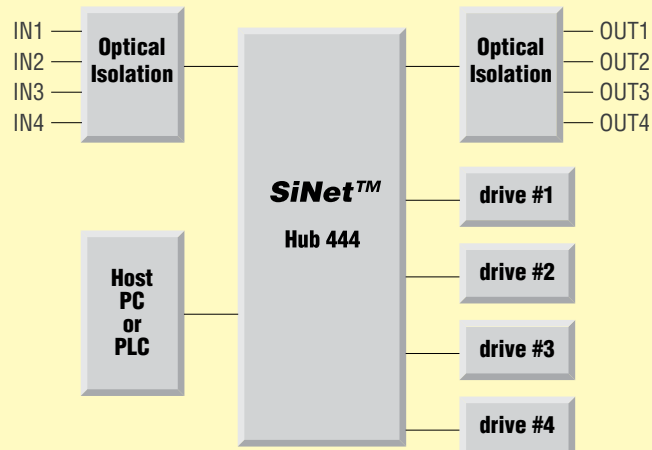 IN1
IN2
IN3
IN4
Optical
Isolation
SiNet™
Hub 444
Optical
Isolation
OUT1
OUT2
OUT3
OUT4
Host
PC
or
PLC
drive #1
drive #2
drive #3
drive #4